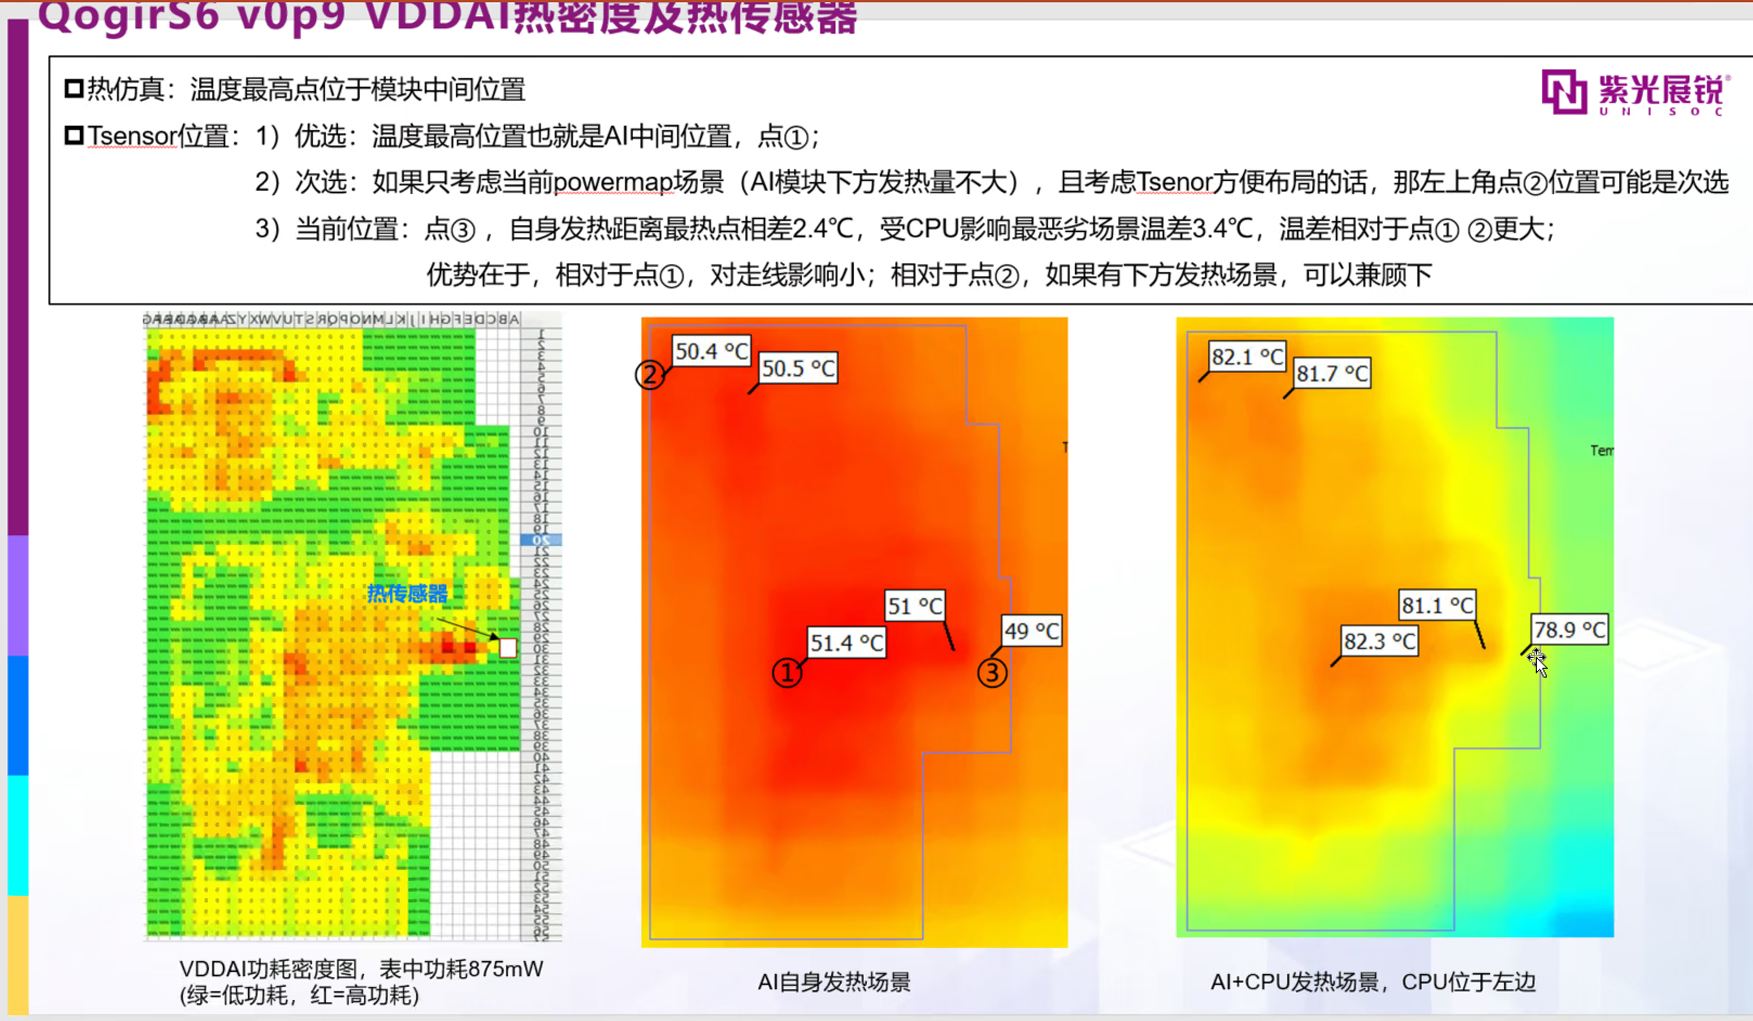 QogirS6 v0p9 VDDAI热密度及热传感器
紫光展锐®
UNISOC
热仿真：温度最高点位于模块中间位置
Tsensor位置：1）优选：温度最高位置也就是AI中间位置，点①；
2）次选：如果只考虑当前powermap场景（AI模块下方发热量不大），且考虑Tsenor方便布局的话，那左上角点②位置可能是次选
3）当前位置：点③ ，自身发热距离最热点相差2.4℃，受CPU影响最恶劣场景温差3.4℃，温差相对于点① ②更大；
优势在于，相对于点①，对走线影响小；相对于点②，如果有下方发热场景，可以兼顾下
热传感器
VDDAI功耗密度图，表中功耗875mW
(绿=低功耗，红=高功耗)
50.4 °C
②
50.5 °C
51 °C
51.4 °C
①
49 °C
③
AI自身发热场景
82.1 °C
81.7 °C
Tem
81.1 °C
82.3 °C
78.9 °C
AI+CPU发热场景，CPU位于左边